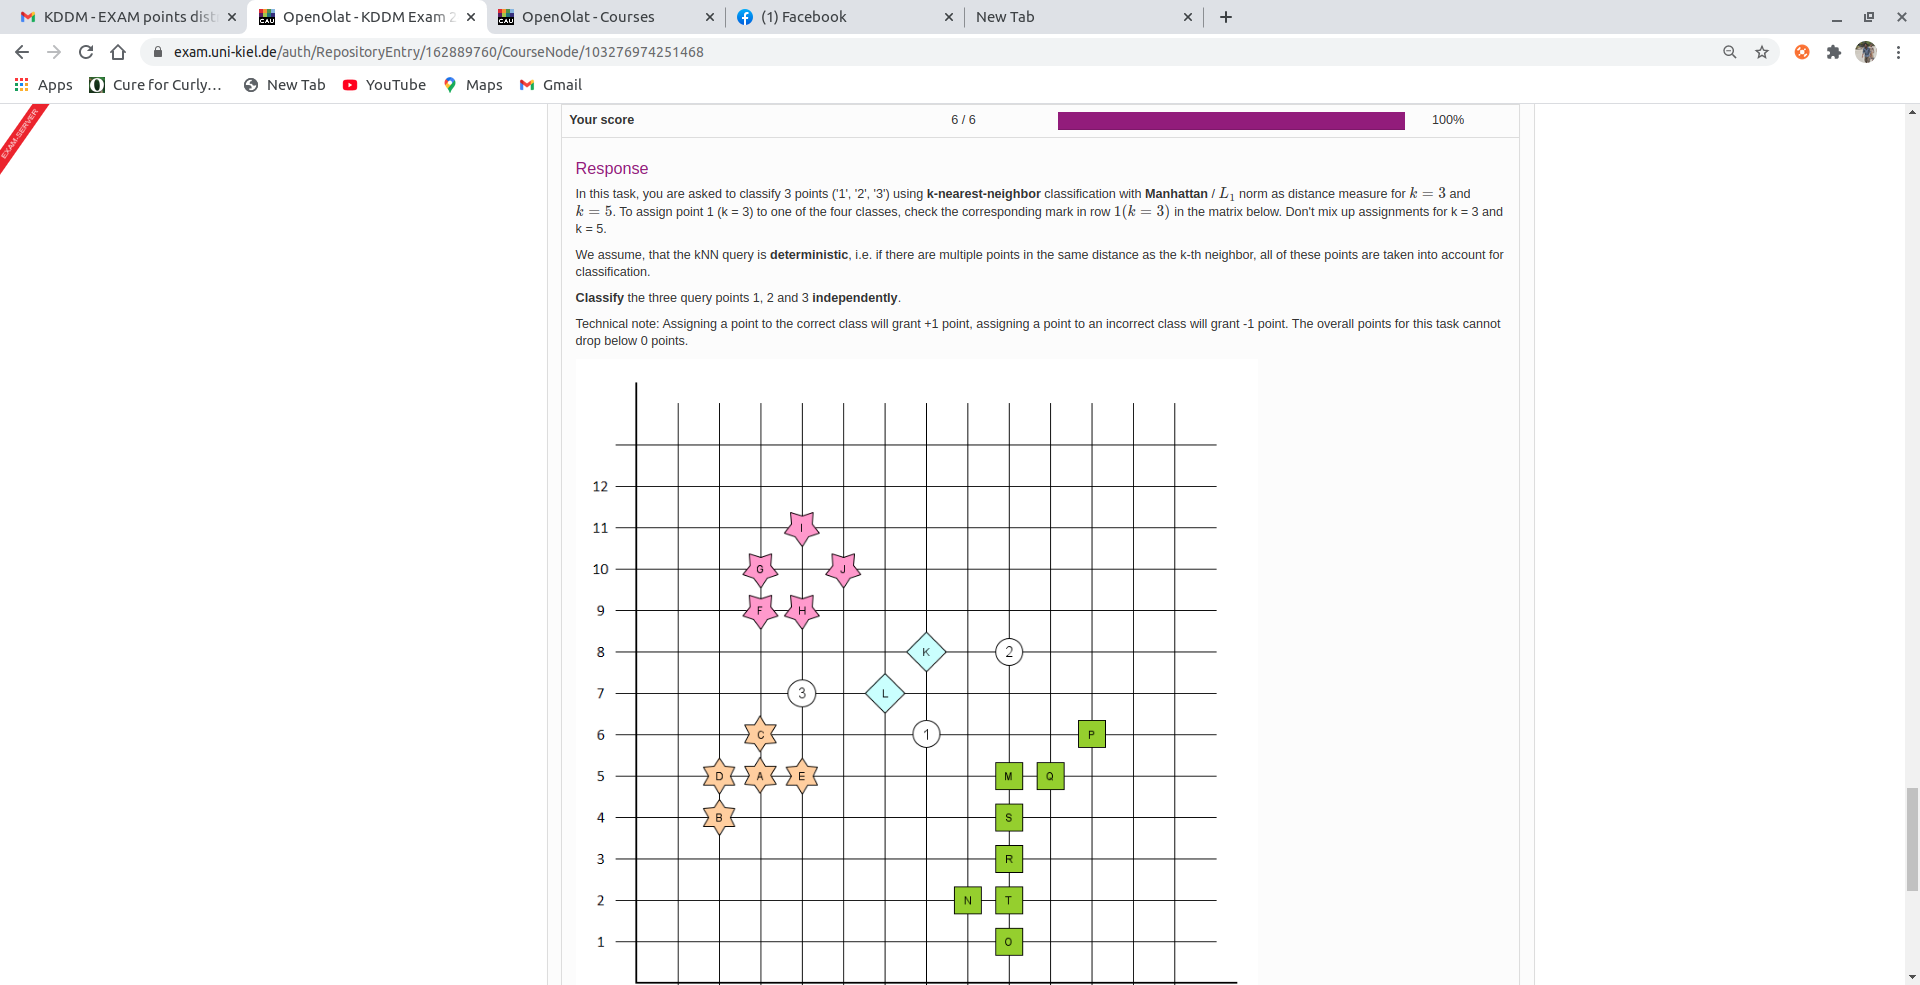 KDDM - EXAM points dist
OpenOlat - KDDM Exam 2
OpenOlat - Courses
(1) Facebook
New Tab
exam.uni-kiel.de/auth/RepositoryEntry/162889760/CourseNode/103276974251468
Apps
Cure for Curly...
New Tab
YouTube
Maps
Gmail
EXAM-SERVER
Your score 6 / 6 100%
Response
In this task, you are asked to classify 3 points ('1', '2', '3') using k-nearest-neighbor classification with Manhattan / L₁ norm as distance measure for k = 3 and
k = 5. To assign point 1 (k = 3) to one of the four classes, check the corresponding mark in row 1(k = 3) in the matrix below. Don't mix up assignments for k = 3 and
k = 5.
We assume, that the kNN query is deterministic, i.e. if there are multiple points in the same distance as the k-th neighbor, all of these points are taken into account for
classification.
Classify the three query points 1, 2 and 3 independently.
Technical note: Assigning a point to the correct class will grant +1 point, assigning a point to an incorrect class will grant -1 point. The overall points for this task cannot
drop below 0 points.
12
11 I
10 G J
9 F H
8 K 2
7 3 L
6 C 1 P
5 D A E M Q
4 B S
3 R
2 N T
1 O